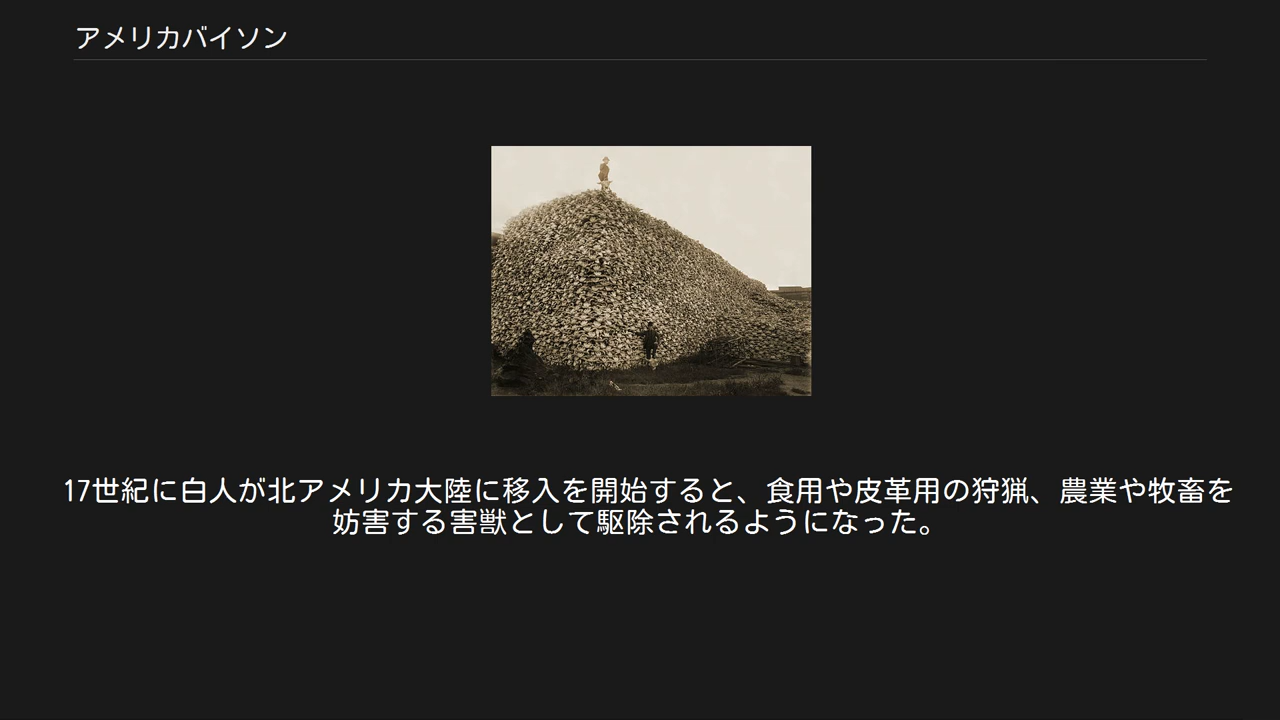 アメリカバイソン
17世紀に白人が北アメリカ大陸に移入を開始すると、食用や皮革用の狩猟、農業や牧畜を
妨害する害獣として駆除されるようになった。